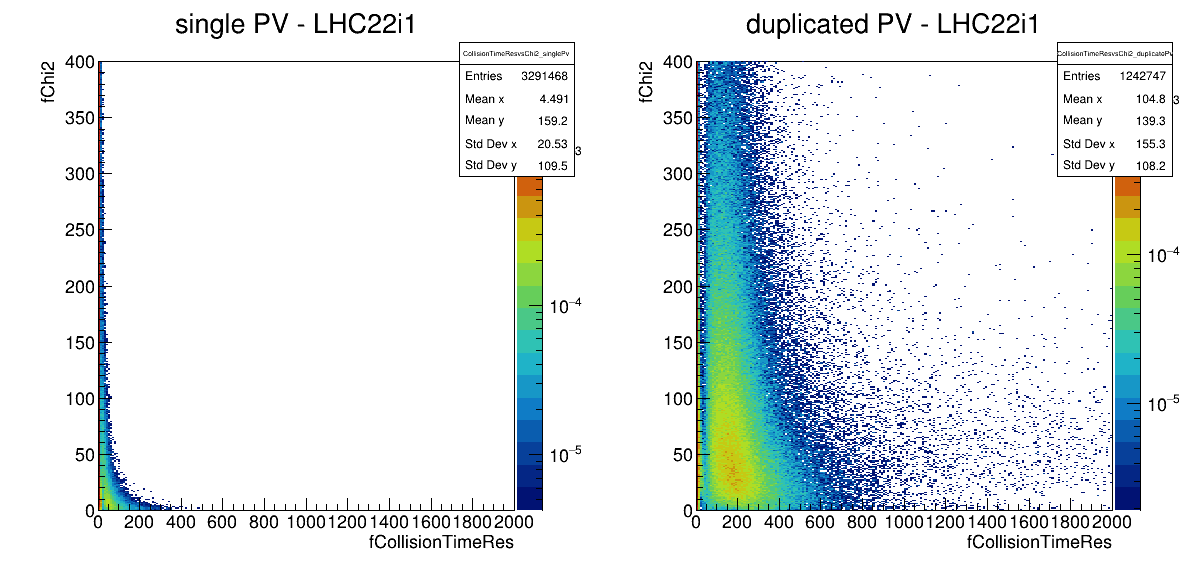 single PV - LHC22i1
fChi2
400
350
300
250
200
150
100
50
0
0 200 400 600 800 1000 1200 1400 1600 1800 2000
fCollisionTimeRes
CollisionTimeResvsChi2_singlePv
Entries 3291468
Mean x 4.491
Mean y 159.2
Std Dev x 20.53
Std Dev y 109.5
3
10−4
10−5
duplicated PV - LHC22i1
fChi2
400
350
300
250
200
150
100
50
0
0 200 400 600 800 1000 1200 1400 1600 1800 2000
fCollisionTimeRes
CollisionTimeResvsChi2_duplicatePv
Entries 1242747
Mean x 104.8
Mean y 139.3
Std Dev x 155.3
Std Dev y 108.2
3
10−4
10−5